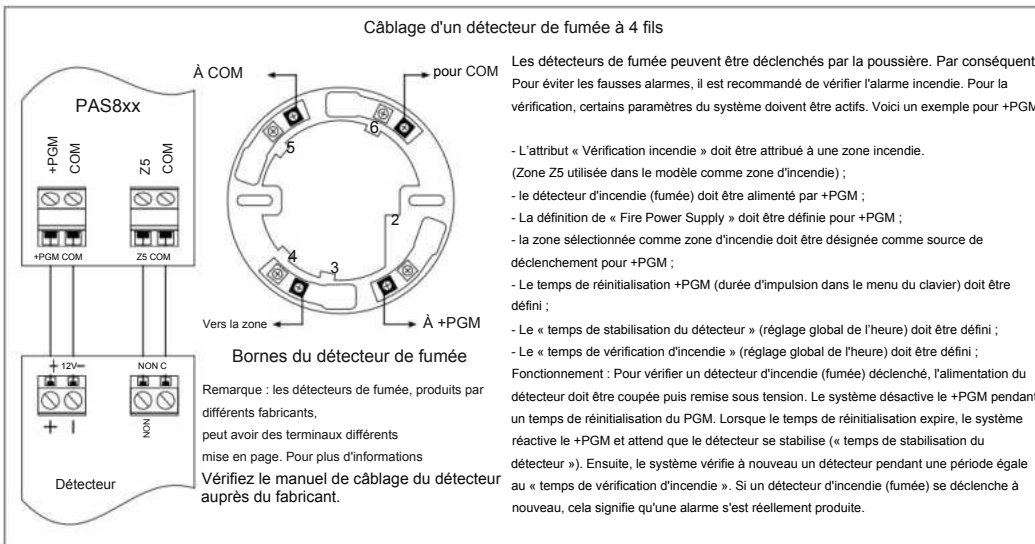 Câblage d'un détecteur de fumée à 4 fils
PAS8xx
+PGM
COM
Z5
COM
+PGM COM
Z5 COM
+ 12V−
NON C
+
−
NON
Détecteur
À COM
pour COM
5
6
2
4
3
Vers la zone
À +PGM
Bornes du détecteur de fumée
Remarque : les détecteurs de fumée, produits par
différents fabricants,
peut avoir des terminaux différents
mise en page. Pour plus d'informations
Vérifiez le manuel de câblage du détecteur
auprès du fabricant.
Les détecteurs de fumée peuvent être déclenchés par la poussière. Par conséquent
Pour éviter les fausses alarmes, il est recommandé de vérifier l'alarme incendie. Pour la
vérification, certains paramètres du système doivent être actifs. Voici un exemple pour +PGM
- L'attribut « Vérification incendie » doit être attribué à une zone incendie.
(Zone Z5 utilisée dans le modèle comme zone d'incendie) ;
- le détecteur d'incendie (fumée) doit être alimenté par +PGM ;
- La définition de « Fire Power Supply » doit être définie pour +PGM ;
- la zone sélectionnée comme zone d'incendie doit être désignée comme source de
déclenchement pour +PGM ;
- Le temps de réinitialisation +PGM (durée d'impulsion dans le menu du clavier) doit être
défini ;
- Le « temps de stabilisation du détecteur » (réglage global de l'heure) doit être défini ;
- Le « temps de vérification d'incendie » (réglage global de l'heure) doit être défini ;
Fonctionnement : Pour vérifier un détecteur d'incendie (fumée) déclenché, l'alimentation du
détecteur doit être coupée puis remise sous tension. Le système désactive le +PGM pendant
un temps de réinitialisation du PGM. Lorsque le temps de réinitialisation expire, le système
réactive le +PGM et attend que le détecteur se stabilise (« temps de stabilisation du
détecteur »). Ensuite, le système vérifie à nouveau un détecteur pendant une période égale
au « temps de vérification d'incendie ». Si un détecteur d'incendie (fumée) se déclenche à
nouveau, cela signifie qu'une alarme s'est réellement produite.